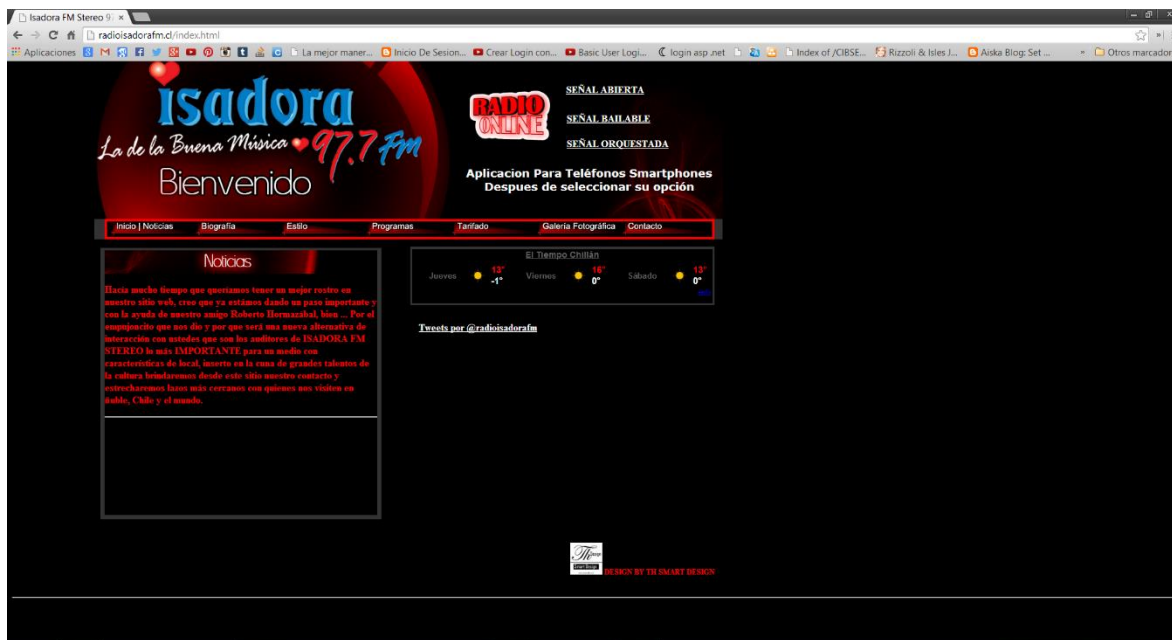 Isadora FM Stereo 97
radioisadorafm.cl/index.html
Aplicaciones
La mejor maner...
Inicio De Sesion...
Crear Login con...
Basic User Logi...
login asp .net
Index of /CIBSE...
Rizzoli & Isles J...
Aiska Blog: Set ...
Otros marcador
isadora
La de la Buena Música 97.7 Fm
Bienvenido
RADIO
ONLINE
SEÑAL ABIERTA
SEÑAL BAILABLE
SEÑAL ORQUESTADA
Aplicacion Para Teléfonos Smartphones
Despues de seleccionar su opción
Inicio | Noticias Biografía Estilo Programas Tarifado Galería Fotográfica Contacto
Noticias
Hacia mucho tiempo que queriamos tener un mejor rostro en
nuestro sitio web, creo que ya estámos dando un paso importante y
con la ayuda de nuestro amigo Roberto Hormazábal, bien ... Por el
empujoncito que nos dio y por que será una nueva alternativa de
interacción con ustedes que son los auditores de ISADORA FM
STEREO lo más IMPORTANTE para un medio con
características de local, inserto en la cuna de grandes talentos de
la cultura brindaremos desde este sitio nuestro contacto y
estrecharemos lazos más cercanos con quienes nos visiten en
ñuble, Chile y el mundo.
El Tiempo Chillán
Jueves 13° -1° Viernes 16° 0° Sábado 13° 0°
Tweets por @radioisadorafm
DESIGN BY TH SMART DESIGN